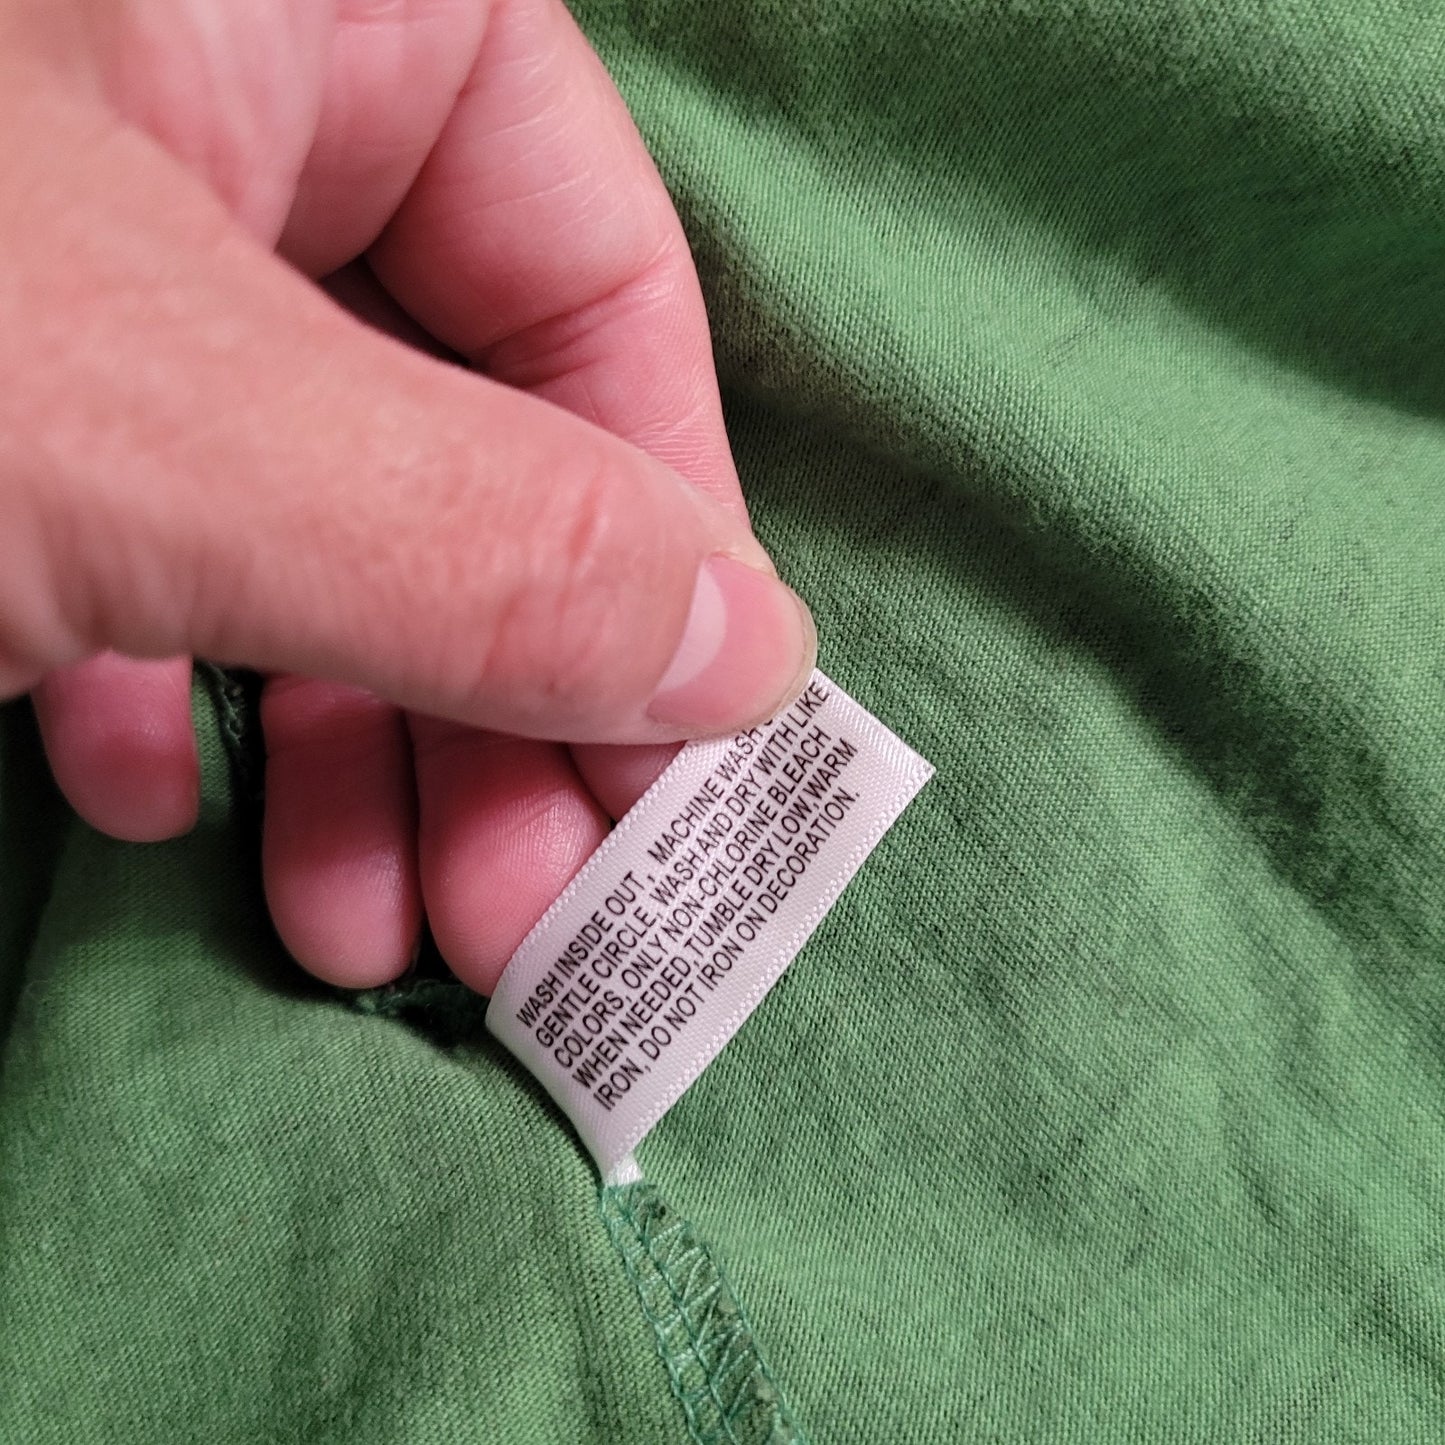 WASH INSIDE OUT, MACHINE WASH
GENTLE CIRCLE, WASH AND DRY WITH LIKE
COLORS, ONLY NON-CHLORINE BLEACH
WHEN NEEDED, TUMBLE DRY LOW, WARM
IRON, DO NOT IRON ON DECORATION.